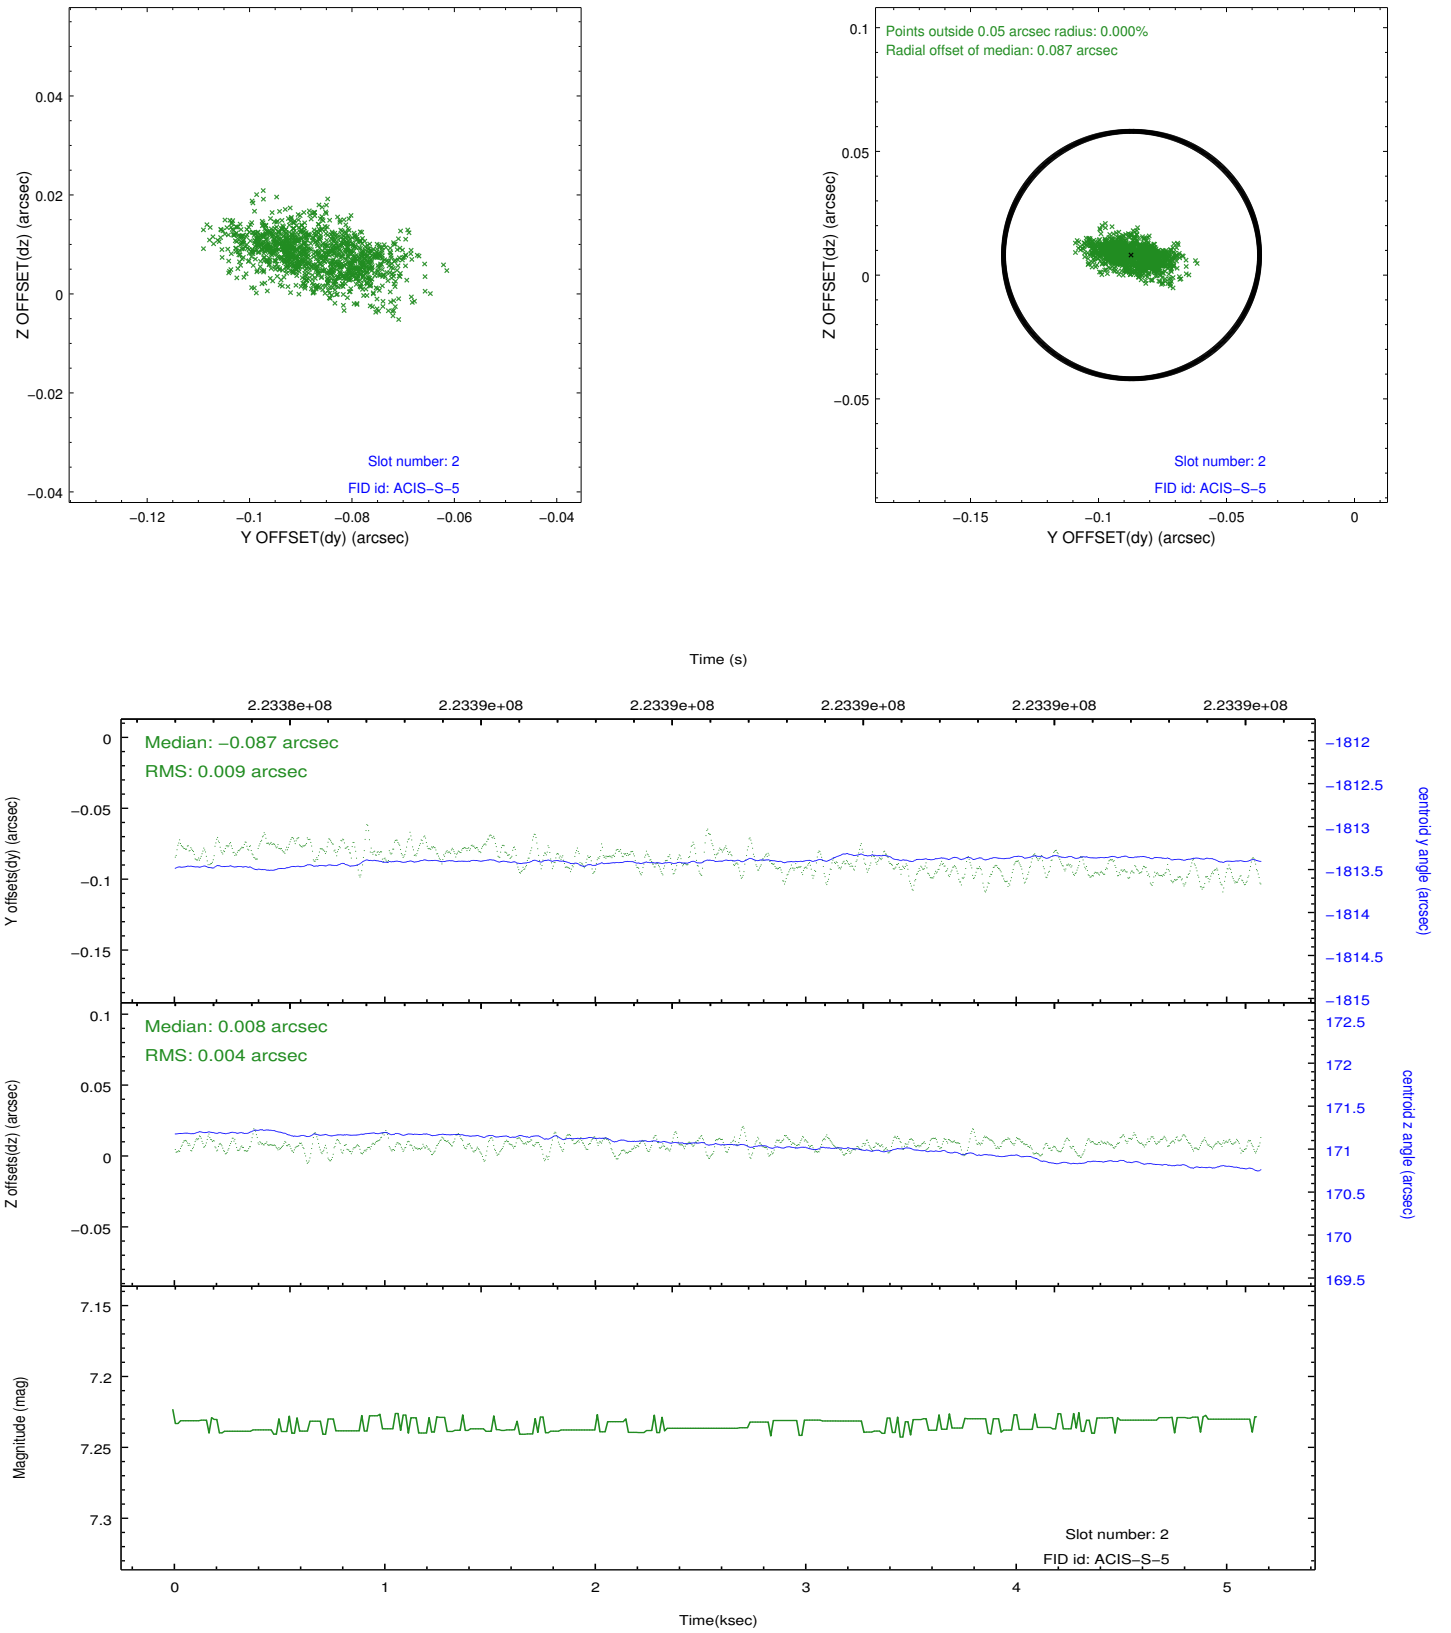 0.04
0.02
0
−0.02
−0.04
Z OFFSET(dz) (arcsec)
Slot number: 2
FID id: ACIS−S−5
−0.12
−0.1
−0.08
−0.06
−0.04
Y OFFSET(dy) (arcsec)
Points outside 0.05 arcsec radius: 0.000%
Radial offset of median: 0.087 arcsec
0.1
0.05
0
−0.05
Z OFFSET(dz) (arcsec)
Slot number: 2
FID id: ACIS−S−5
−0.15
−0.1
−0.05
0
Y OFFSET(dy) (arcsec)
Time (s)
2.2338e+08
2.2339e+08
2.2339e+08
2.2339e+08
2.2339e+08
2.2339e+08
Median: −0.087 arcsec
RMS: 0.009 arcsec
0
−0.05
−0.1
−0.15
Y offsets(dy) (arcsec)
−1812
−1812.5
−1813
−1813.5
−1814
−1814.5
−1815
centroid y angle (arcsec)
Median: 0.008 arcsec
RMS: 0.004 arcsec
0.1
0.05
0
−0.05
Z offsets(dz) (arcsec)
172.5
172
171.5
171
170.5
170
169.5
centroid z angle (arcsec)
7.15
7.2
7.25
7.3
Magnitude (mag)
Slot number: 2
FID id: ACIS−S−5
0
1
2
3
4
5
Time(ksec)